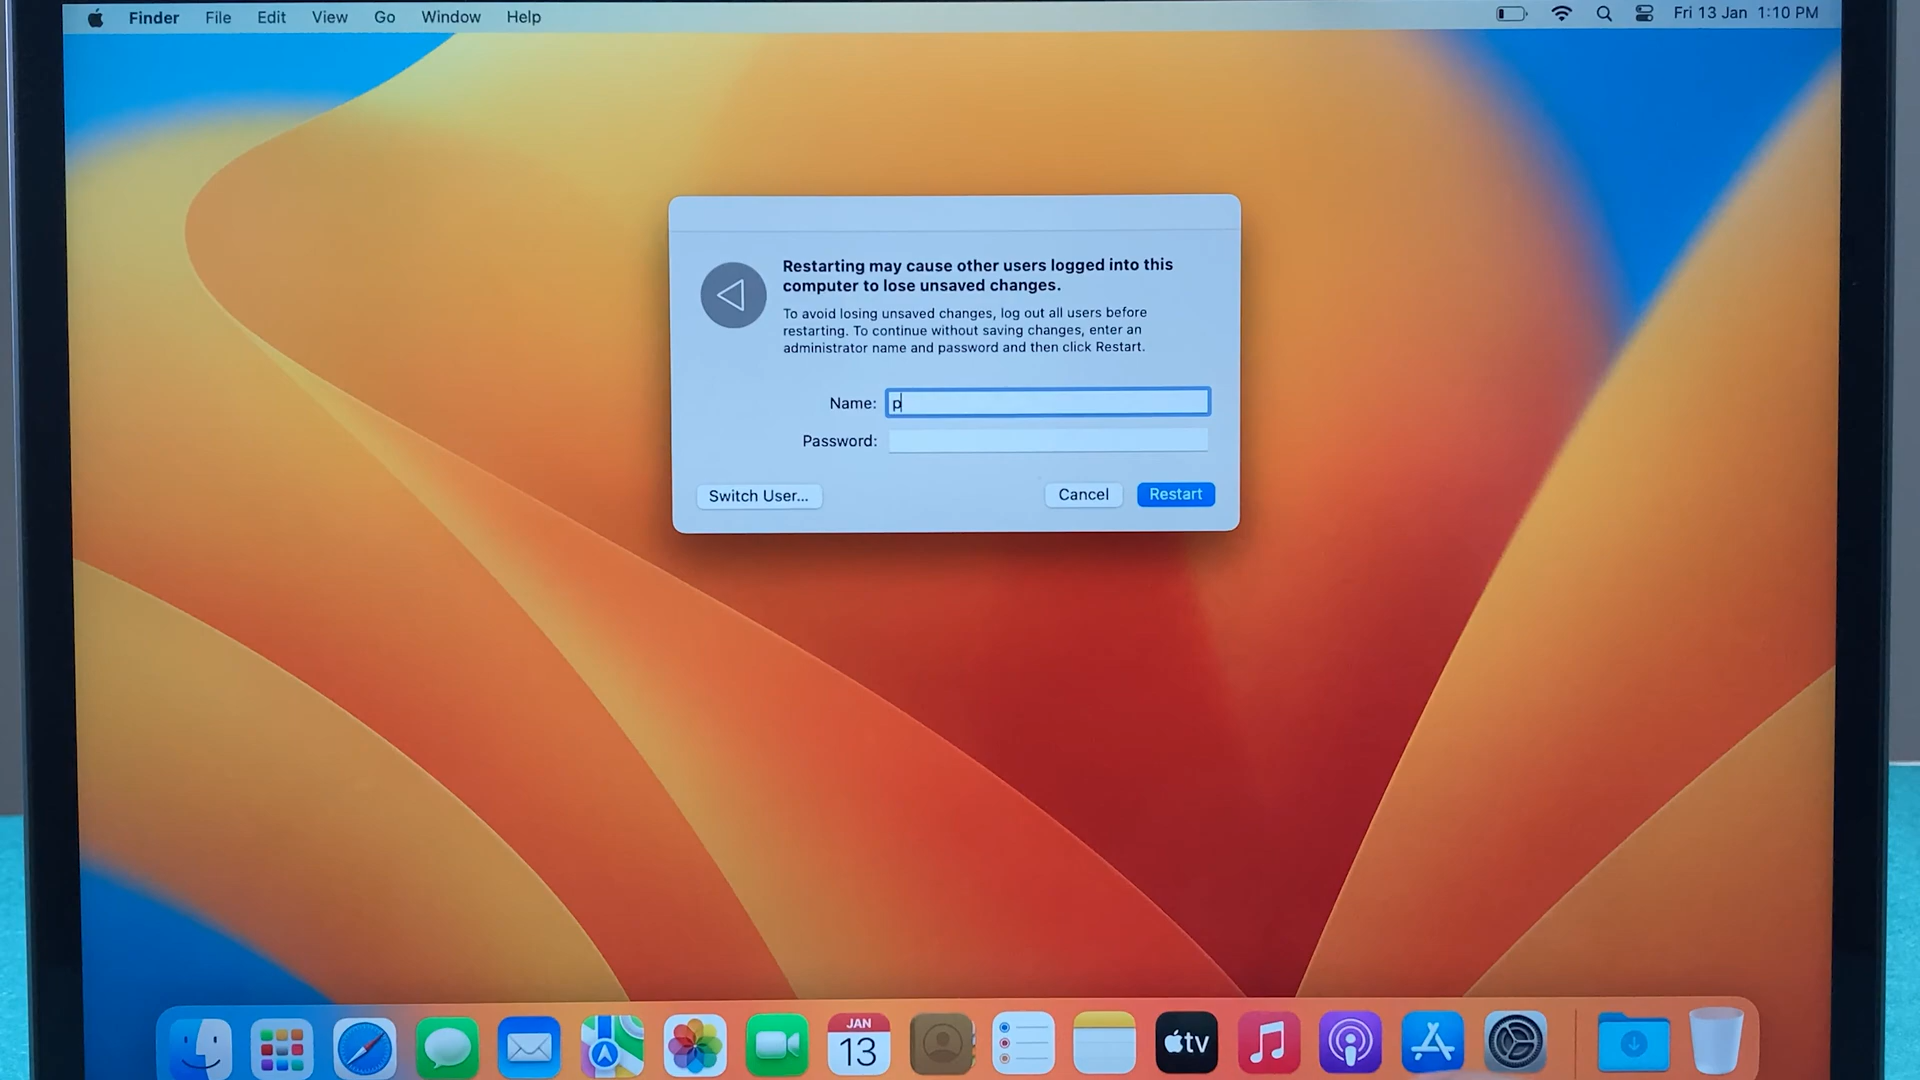 Finder File Edit View Go Window Help
Fri 13 Jan 1:10 PM
Restarting may cause other users logged into this
computer to lose unsaved changes.
To avoid losing unsaved changes, log out all users before
restarting. To continue without saving changes, enter an
administrator name and password and then click Restart.
Name: p
Password:
Switch User... Cancel Restart
JAN
13
tv